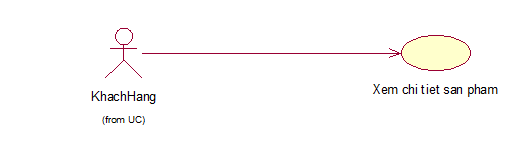 KhachHang
(from UC)
Xem chi tiet san pham